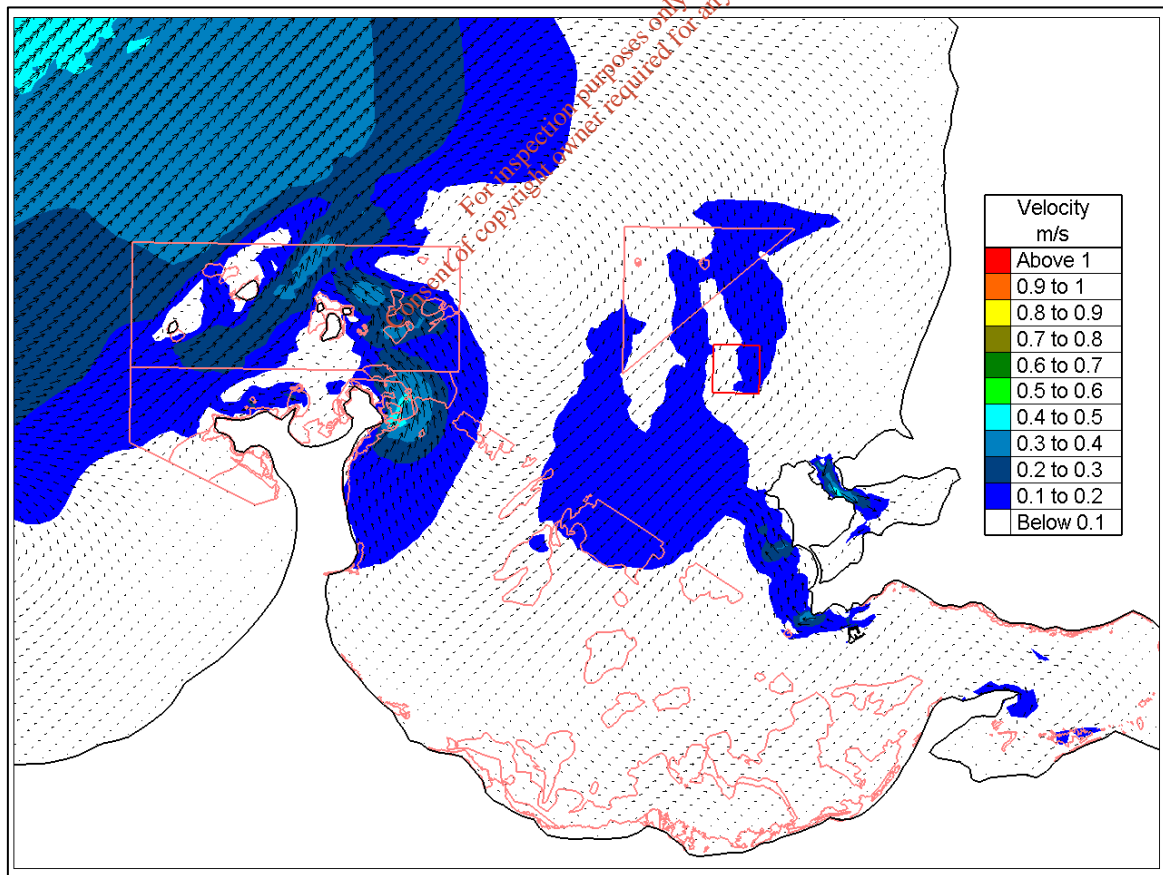 For inspection purposes only
Consent of copyright owner required for any
Velocity
m/s
Above 1
0.9 to 1
0.8 to 0.9
0.7 to 0.8
0.6 to 0.7
0.5 to 0.6
0.4 to 0.5
0.3 to 0.4
0.2 to 0.3
0.1 to 0.2
Below 0.1